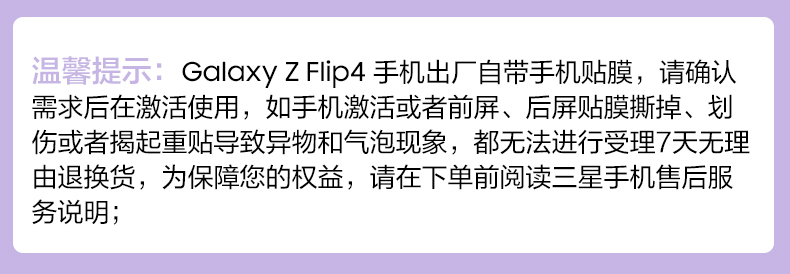 温馨提示：Galaxy Z Flip4 手机出厂自带手机贴膜，请确认
需求后在激活使用，如手机激活或者前屏、后屏贴膜撕掉、划
伤或者揭起重贴导致异物和气泡现象，都无法进行受理7天无理
由退换货，为保障您的权益，请在下单前阅读三星手机售后服
务说明；